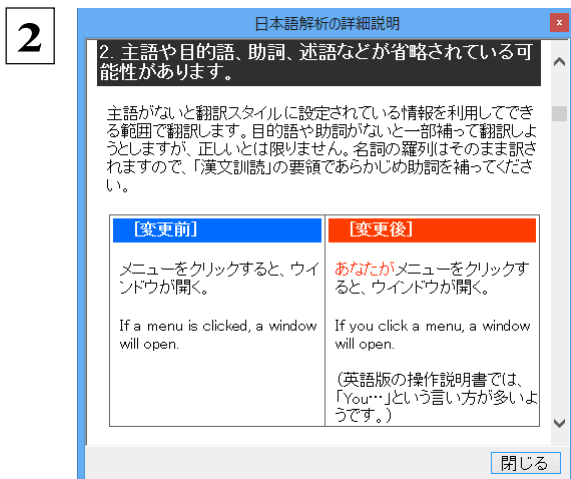 2
日本語解析の詳細説明
x
2. 主語や目的語、助詞、述語などが省略されている可
能性があります。
主語がないと翻訳スタイルに設定されている情報を利用してでき
る範囲で翻訳します。目的語や助詞がないと一部補って翻訳しよ
うとしますが、正しいとは限りません。名詞の羅列はそのまま訳さ
れますので、「漢文訓読」の要領であらかじめ助詞を補ってくださ
い。
[変更前]
メニューをクリックすると、ウイ
ンドウが開く。
If a menu is clicked, a window
will open.
[変更後]
あなたがメニューをクリックす
ると、ウインドウが開く。
If you click a menu, a window
will open.
(英語版の操作説明書では、
「You…」という言い方が多いよ
うです。)
閉じる